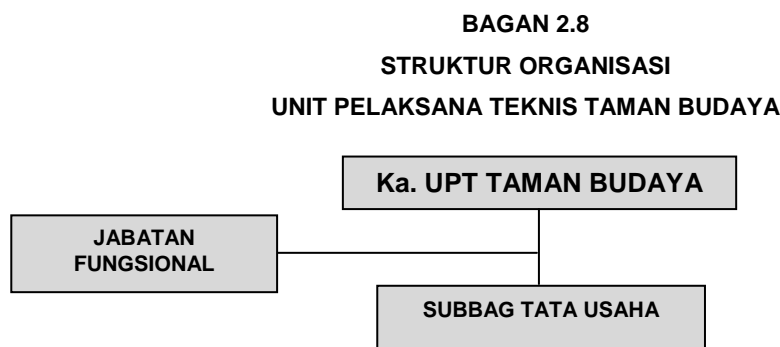 BAGAN 2.8
STRUKTUR ORGANISASI
UNIT PELAKSANA TEKNIS TAMAN BUDAYA
Ka. UPT TAMAN BUDAYA
JABATAN
FUNGSIONAL
SUBBAG TATA USAHA